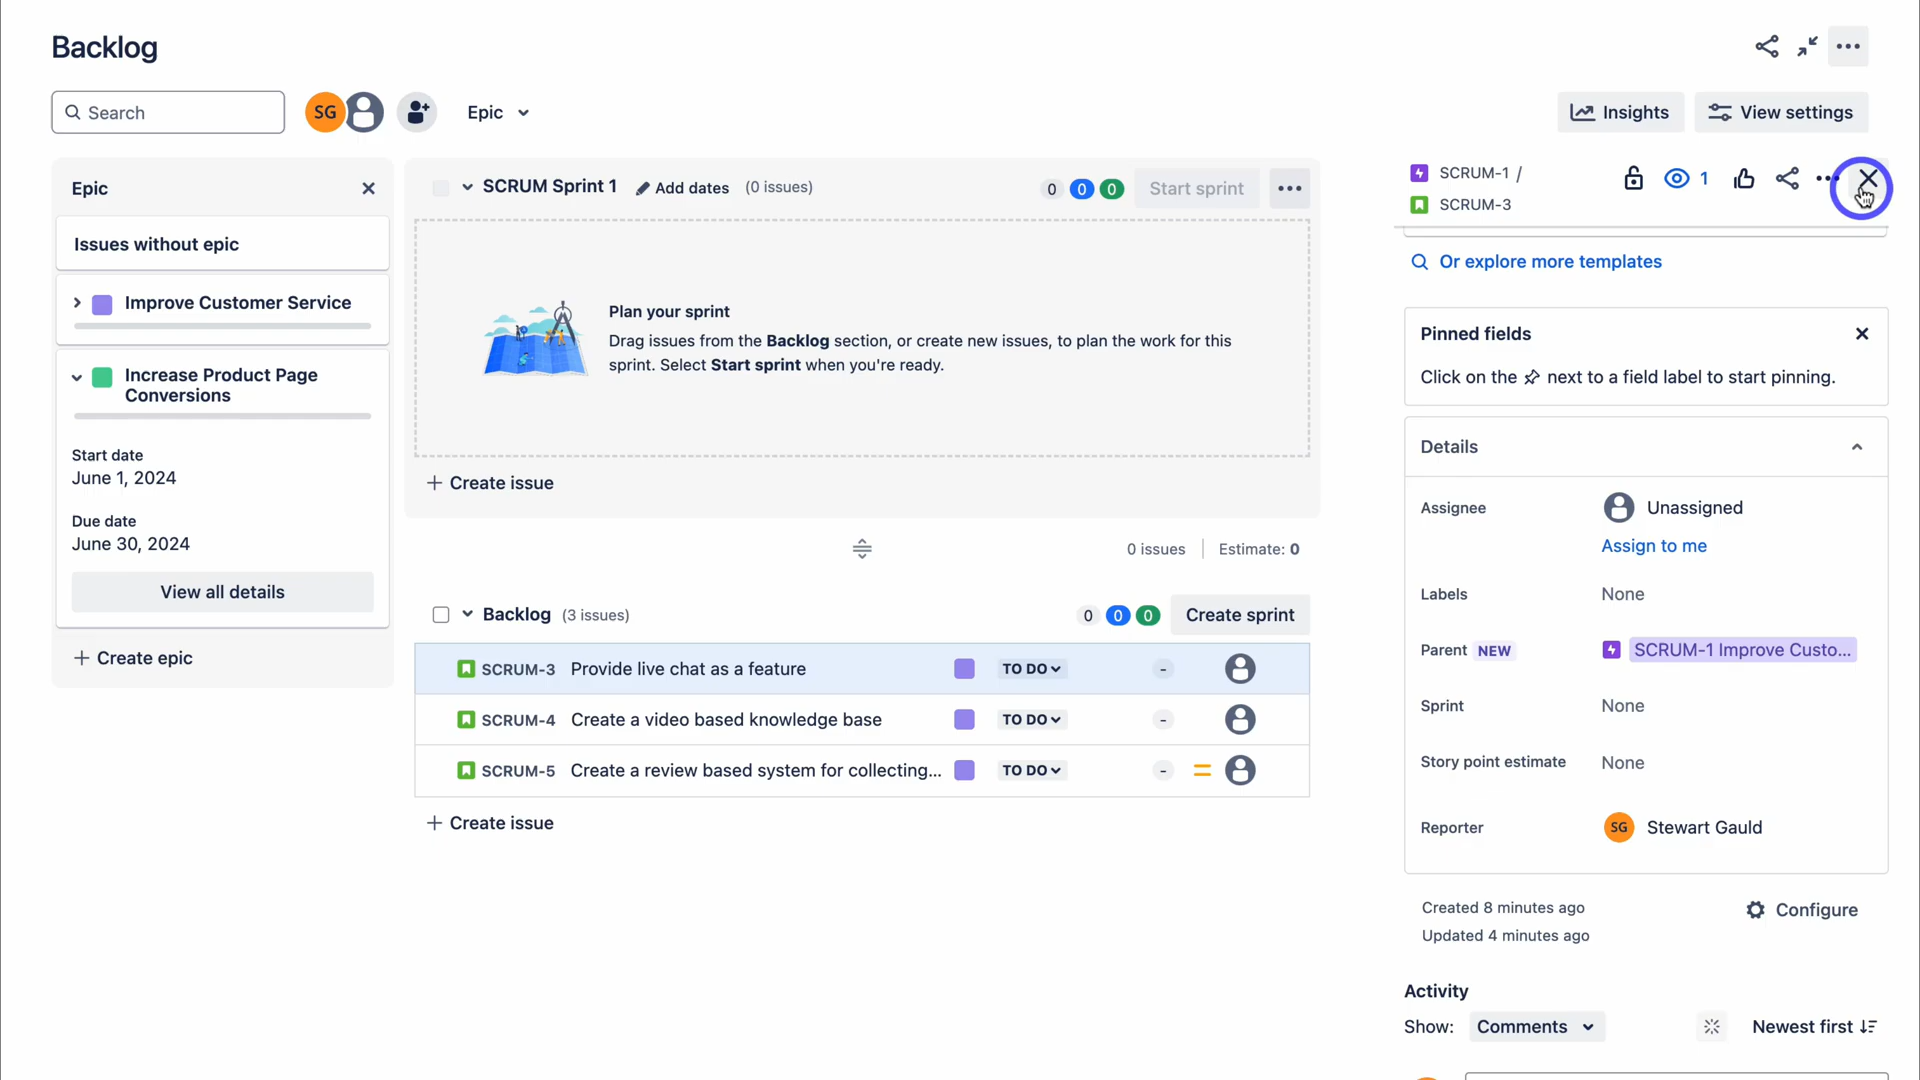 Backlog
Search
SG
Epic
Insights
View settings
Epic
Issues without epic
Improve Customer Service
Increase Product Page
Conversions
Start date
June 1, 2024
Due date
June 30, 2024
View all details
Create epic
SCRUM Sprint 1 Add dates (0 issues)
0 0 0 Start sprint
Plan your sprint
Drag issues from the Backlog section, or create new issues, to plan the work for this
sprint. Select Start sprint when you're ready.
Create issue
0 issues Estimate: 0
Backlog (3 issues)
0 0 0 Create sprint
SCRUM-3 Provide live chat as a feature TO DO -
SCRUM-4 Create a video based knowledge base TO DO -
SCRUM-5 Create a review based system for collecting... TO DO -
Create issue
SCRUM-1 /
SCRUM-3
1
Or explore more templates
Pinned fields
Click on the next to a field label to start pinning.
Details
Assignee Unassigned
Assign to me
Labels None
Parent NEW SCRUM-1 Improve Custo...
Sprint None
Story point estimate None
Reporter SG Stewart Gauld
Created 8 minutes ago Configure
Updated 4 minutes ago
Activity
Show: Comments Newest first